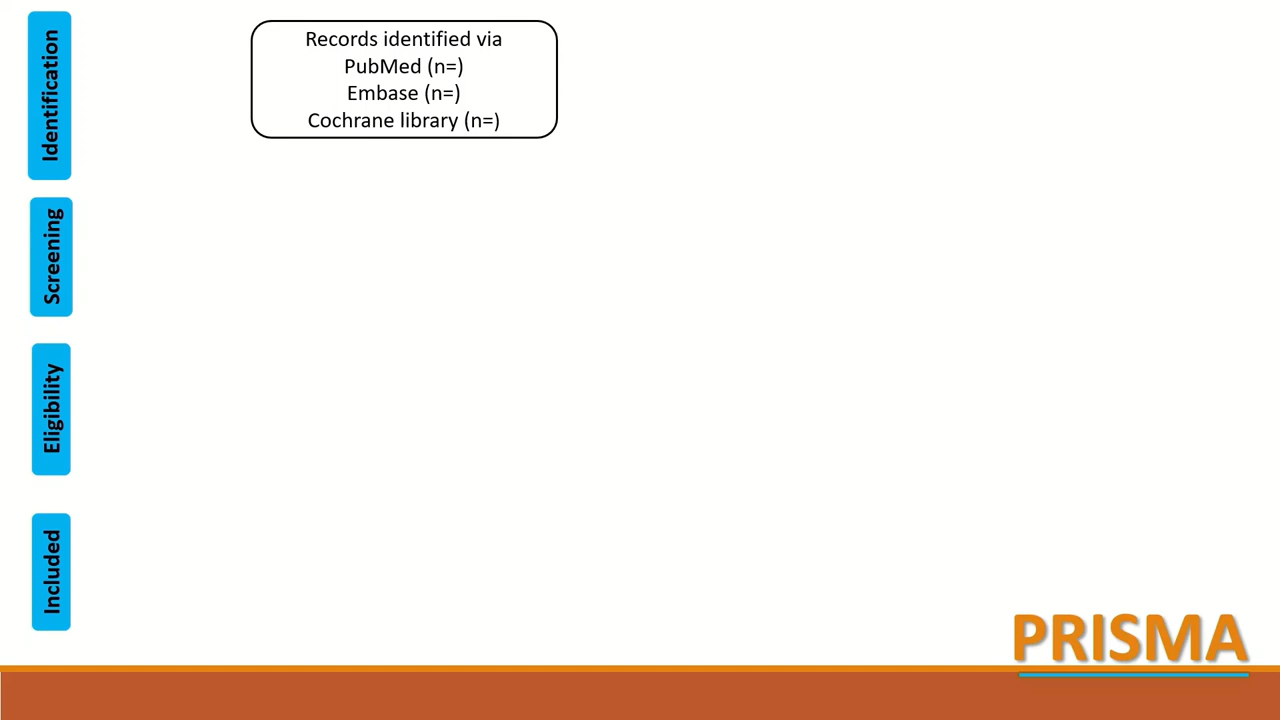 Identification
Records identified via
PubMed (n=)
Embase (n=)
Cochrane library (n=)
Screening
Eligibility
Included
PRISMA